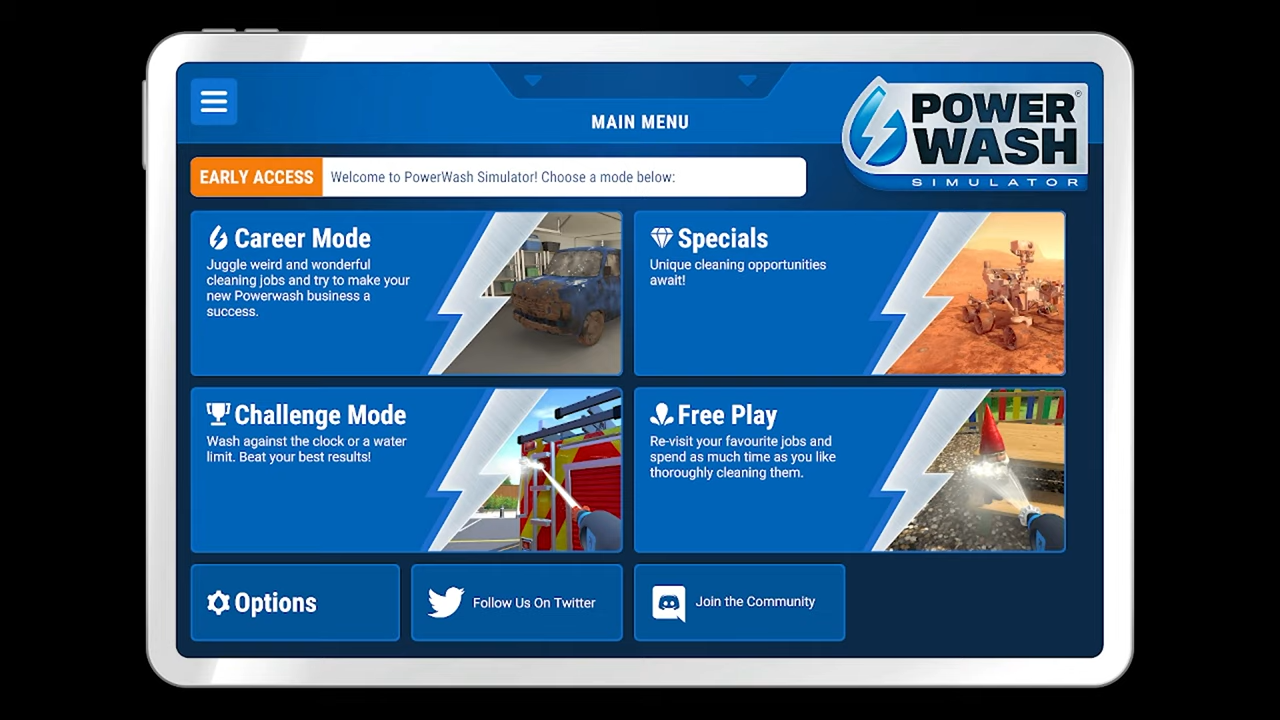 MAIN MENU
POWER
WASH
SIMULATOR
EARLY ACCESS Welcome to PowerWash Simulator! Choose a mode below:
Career Mode
Juggle weird and wonderful
cleaning jobs and try to make your
new Powerwash business a
success.
Specials
Unique cleaning opportunities
await!
Challenge Mode
Wash against the clock or a water
limit. Beat your best results!
Free Play
Re-visit your favourite jobs and
spend as much time as you like
thoroughly cleaning them.
Options
Follow Us On Twitter
Join the Community